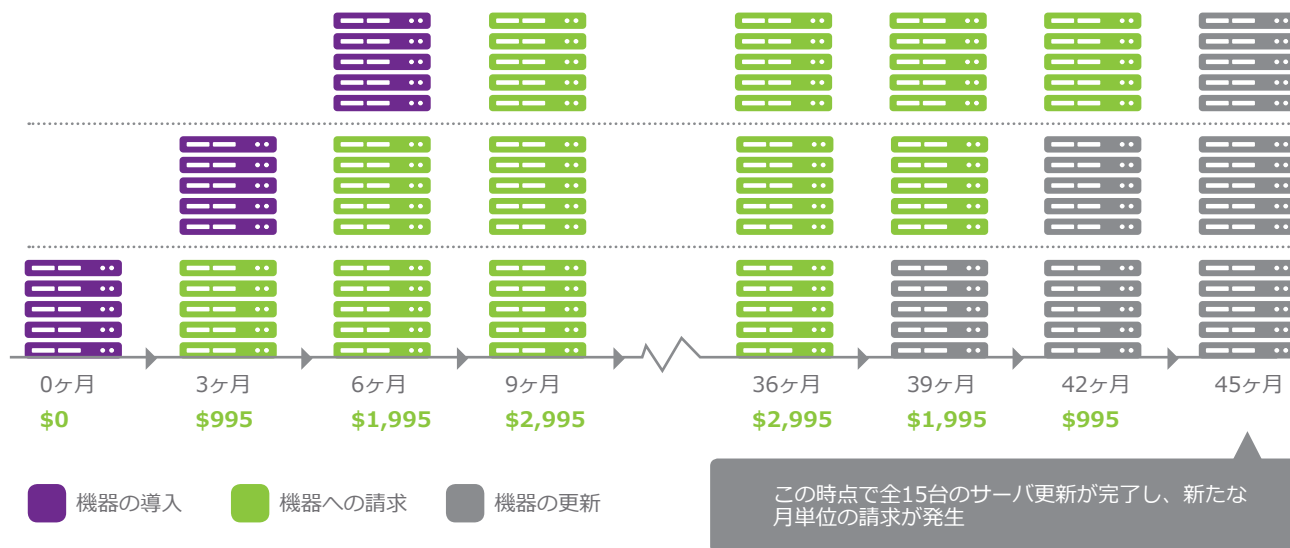 0ヶ月 3ヶ月 6ヶ月 9ヶ月 36ヶ月 39ヶ月 42ヶ月 45ヶ月
$0 $995 $1,995 $2,995 $2,995 $1,995 $995
機器の導入 機器への請求 機器の更新
この時点で全15台のサーバ更新が完了し、新たな
月単位の請求が発生